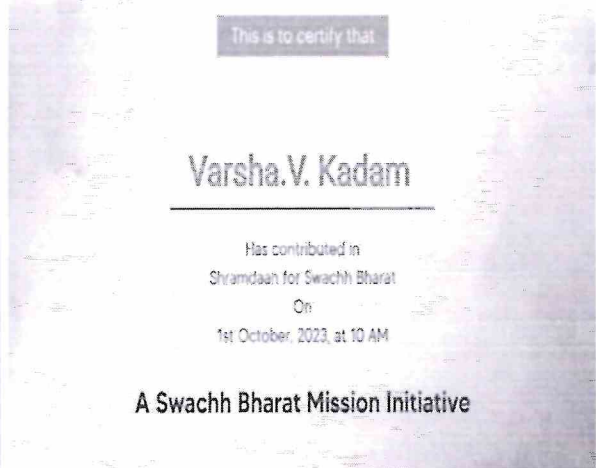 This is to certify that
Varsha.V. Kadam
Has contributed in
Shramdaan for Swachh Bharat
On
1st October, 2023, at 10 AM
A Swachh Bharat Mission Initiative